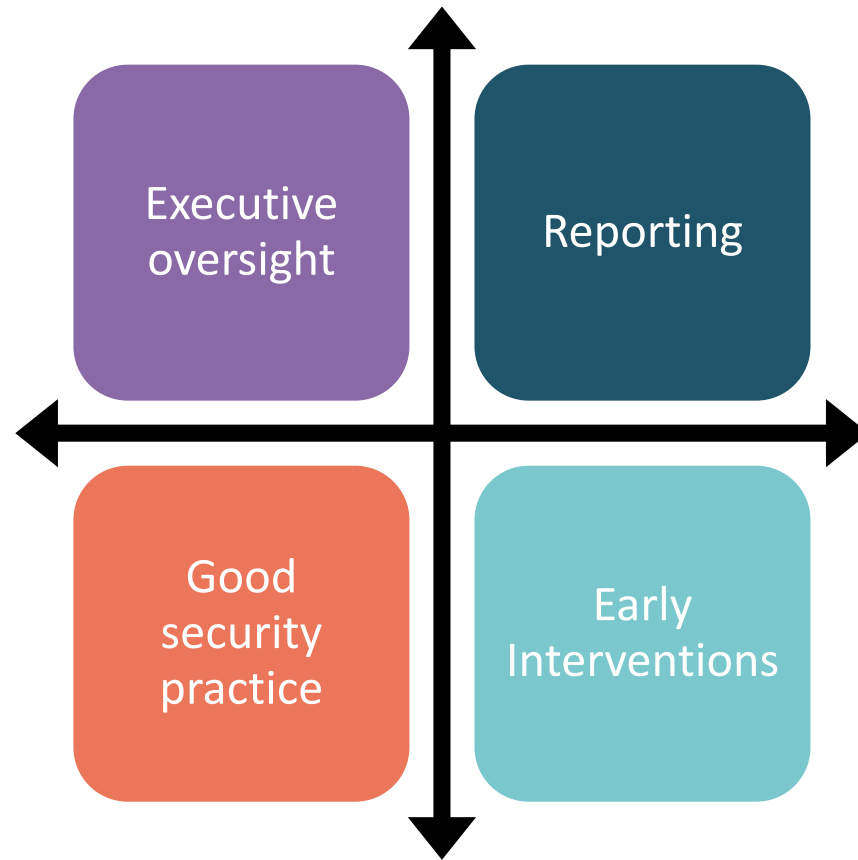 Executive
oversight
Reporting
Good
security
practice
Early
Interventions